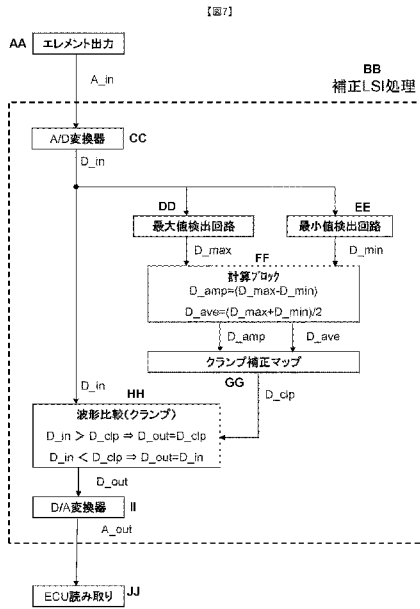 【図7】
AA
エレメント出力
A_in
BB
補正LSI処理
A/D変換器
CC
D_in
DD
EE
最大値検出回路
最小値検出回路
D_max
D_min
FF
計算ブロック
D_amp=(D_max-D_min)
D_ave=(D_max+D_min)/2
D_amp
D_ave
クランプ補正マップ
GG
D_in
D_clp
HH
波形比較(クランプ)
D_in > D_clp ⇒ D_out=D_clp
D_in < D_clp ⇒ D_out=D_in
D_out
D/A変換器
II
A_out
ECU読み取り
JJ